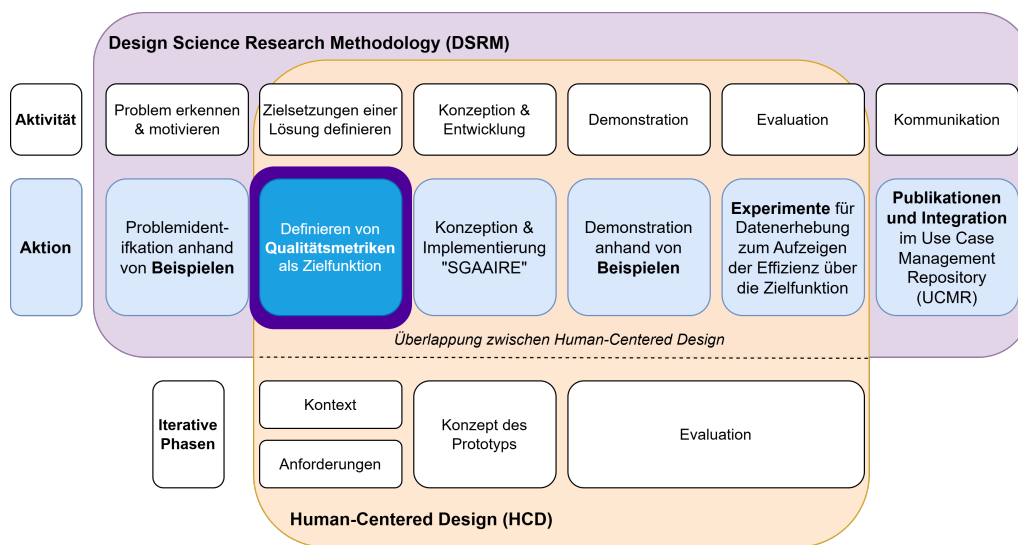 Design Science Research Methodology (DSRM)
Aktivität
Problem erkennen
& motivieren
Zielsetzungen einer
Lösung definieren
Konzeption &
Entwicklung
Demonstration
Evaluation
Kommunikation
Aktion
Problemident-
ifkation anhand
von Beispielen
Definieren von
Qualitätsmetriken
als Zielfunktion
Konzeption &
Implementierung
"SGAAIRE"
Demonstration
anhand von
Beispielen
Experimente für
Datenerhebung
zum Aufzeigen
der Effizienz über
die Zielfunktion
Publikationen
und Integration
im Use Case
Management
Repository
(UCMR)
Überlappung zwischen Human-Centered Design
Iterative
Phasen
Kontext
Anforderungen
Konzept des
Prototyps
Evaluation
Human-Centered Design (HCD)